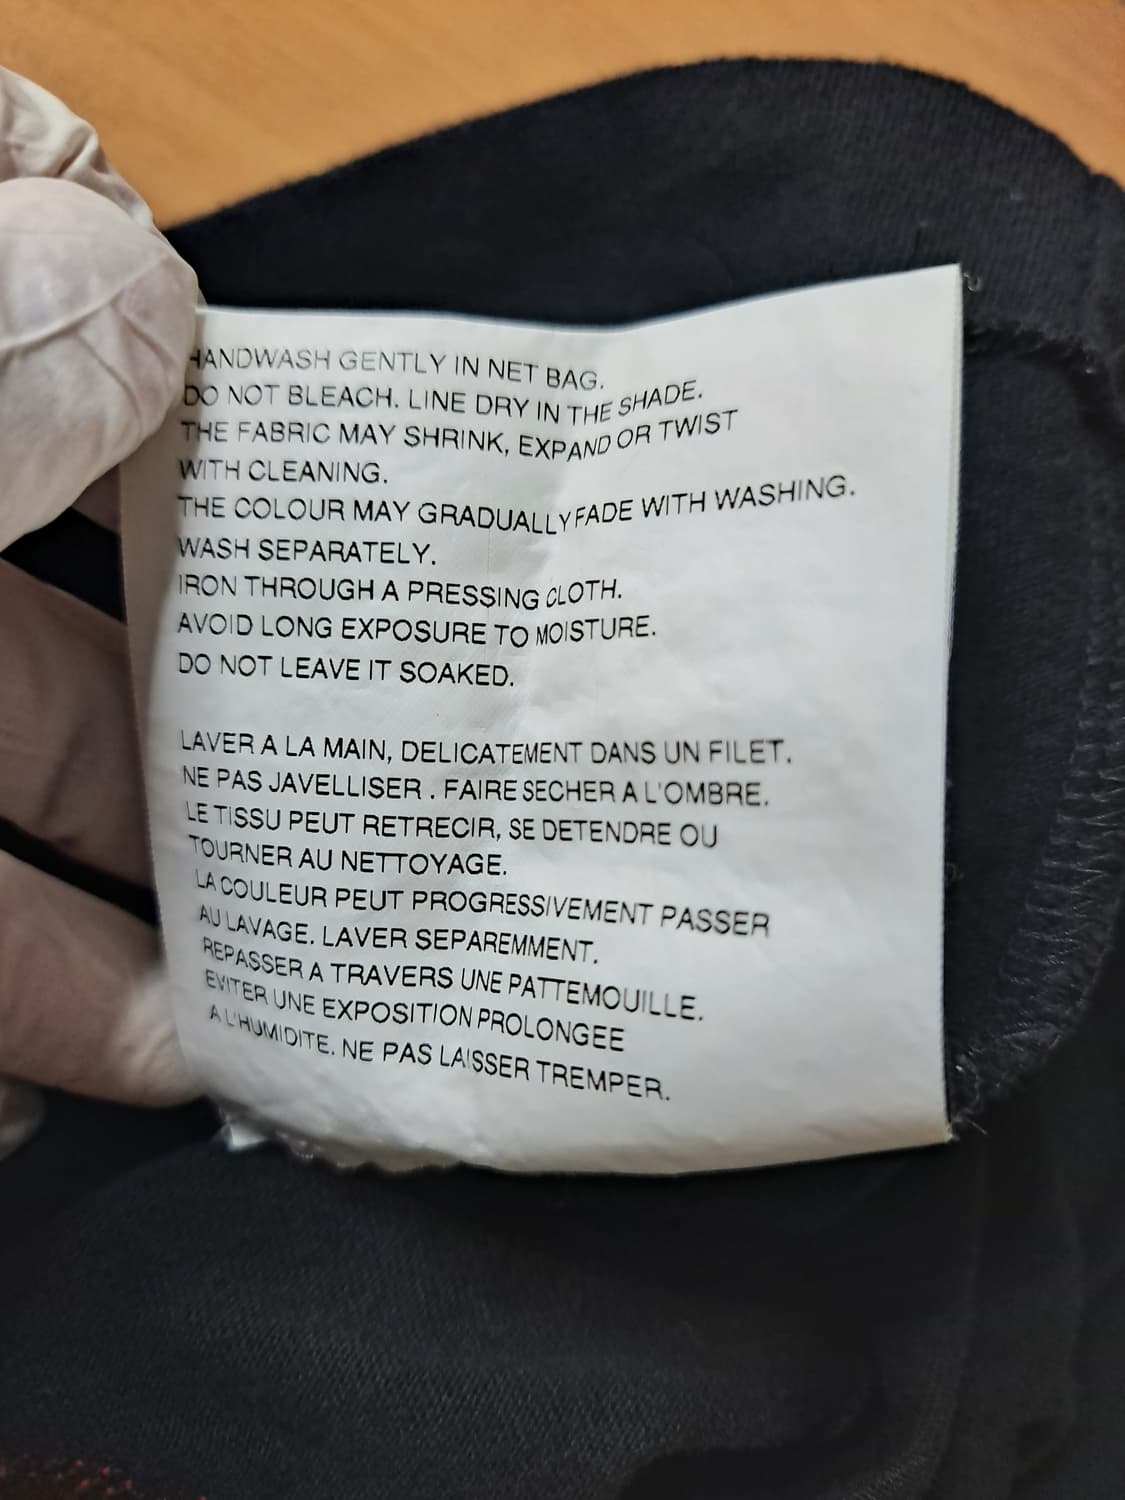 HANDWASH GENTLY IN NET BAG.
DO NOT BLEACH. LINE DRY IN THE SHADE.
THE FABRIC MAY SHRINK, EXPAND OR TWIST
WITH CLEANING.
THE COLOUR MAY GRADUALLY FADE WITH WASHING.
WASH SEPARATELY.
IRON THROUGH A PRESSING CLOTH.
AVOID LONG EXPOSURE TO MOISTURE.
DO NOT LEAVE IT SOAKED.
LAVER A LA MAIN, DELICATEMENT DANS UN FILET.
NE PAS JAVELLISER . FAIRE SECHER A L'OMBRE.
LE TISSU PEUT RETRECIR, SE DETENDRE OU
TOURNER AU NETTOYAGE.
LA COULEUR PEUT PROGRESSIVEMENT PASSER
AU LAVAGE. LAVER SEPAREMMENT.
REPASSER A TRAVERS UNE PATTEMOUILLE.
EVITER UNE EXPOSITION PROLONGEE
A L'HUMIDITE. NE PAS LAISSER TREMPER.